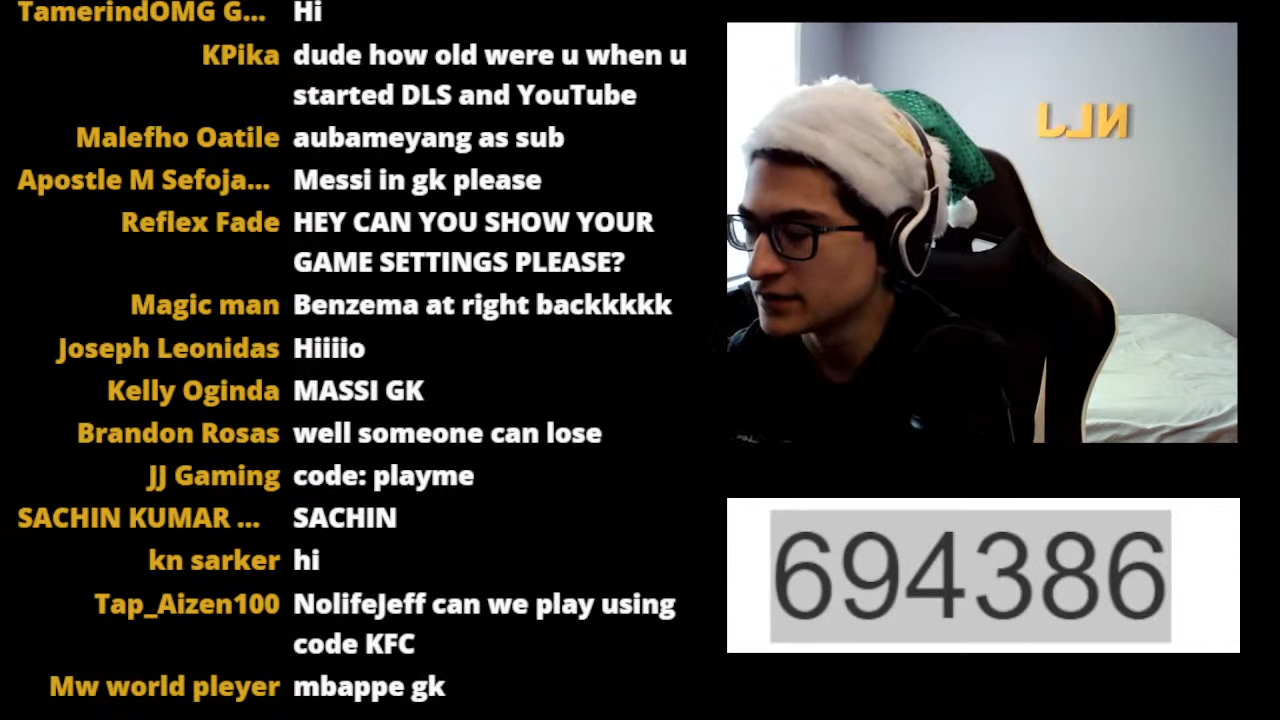 TamerindOMG G... Hi
KPika dude how old were u when u
started DLS and YouTube
Malefho Oatile aubameyang as sub
Apostle M Sefoja... Messi in gk please
Reflex Fade HEY CAN YOU SHOW YOUR
GAME SETTINGS PLEASE?
Magic man Benzema at right backkkkk
Joseph Leonidas Hiiiio
Kelly Oginda MASSI GK
Brandon Rosas well someone can lose
JJ Gaming code: playme
SACHIN KUMAR ... SACHIN
kn sarker hi
Tap_Aizen100 NolifeJeff can we play using
code KFC
Mw world pleyer mbappe gk
NLJ
694386